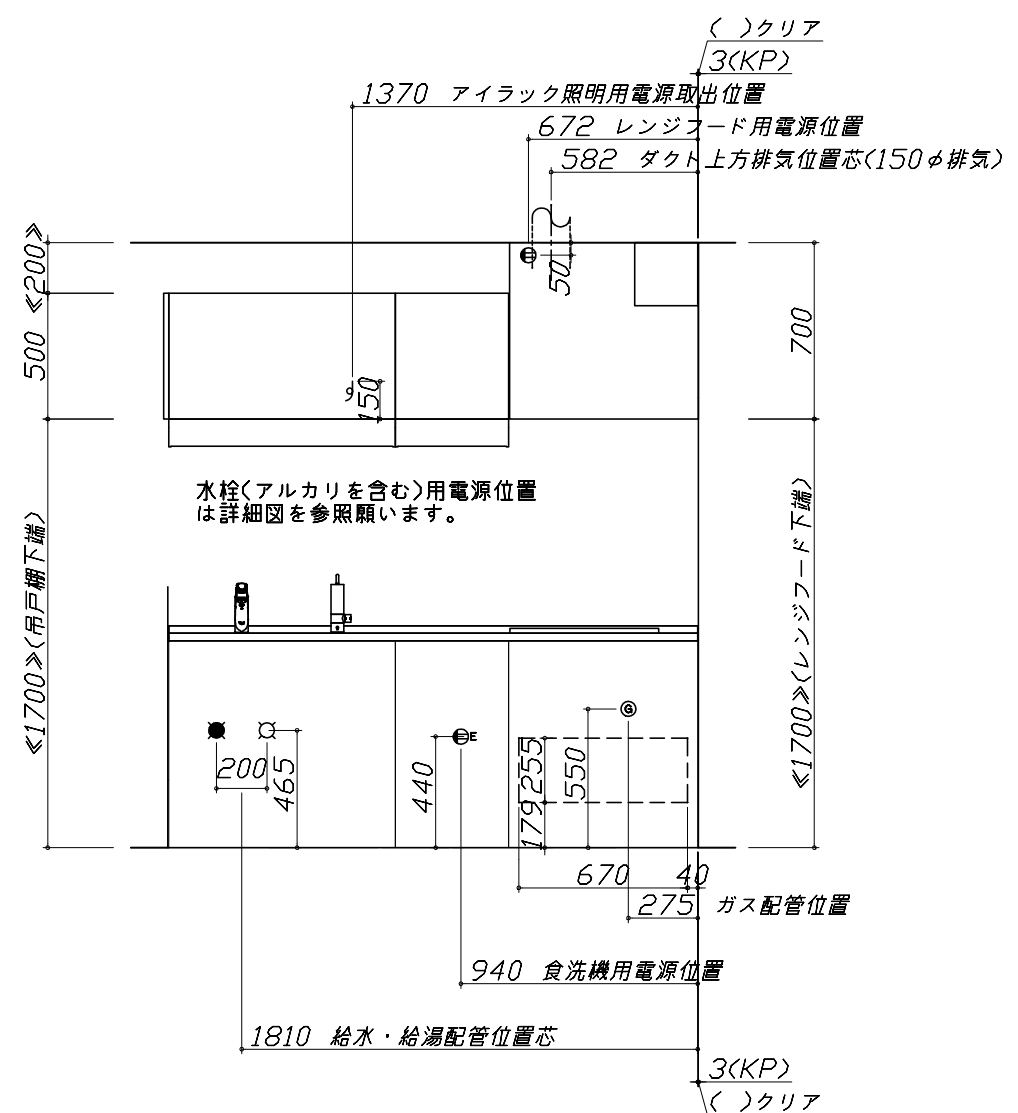 ( )クリア
3(KP)
1370 アイラック照明用電源取出位置
672 レンジフード用電源位置
582 ダクト上方排気位置芯(150φ排気)
≪200≫
50
500
700
150
水栓(アルカリを含む)用電源位置
は詳細図を参照願います。
≪1700≫(吊戸棚下端)
≪1700≫(レンジフード下端)
G
E
200
465
440
255
179
550
670
40
275 ガス配管位置
940 食洗機用電源位置
1810 給水・給湯配管位置芯
3(KP)
( )クリア